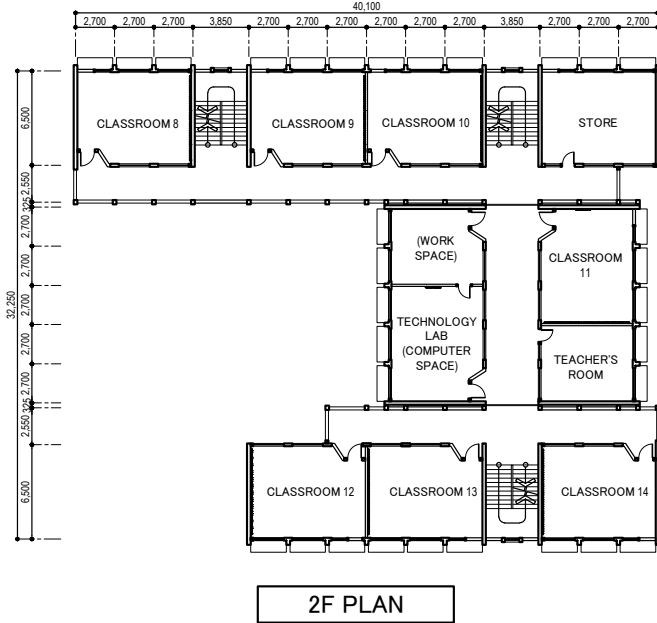 40,100
2,700 2,700 2,700 3,850 2,700 2,700 2,700 2,700 2,700 2,700 3,850 2,700 2,700 2,700
32,250
6,500
2,550
325
2,700
2,700
2,700
2,700
2,700
325
2,550
6,500
CLASSROOM 8
CLASSROOM 9
CLASSROOM 10
STORE
(WORK
SPACE)
CLASSROOM
11
TECHNOLOGY
LAB
(COMPUTER
SPACE)
TEACHER'S
ROOM
CLASSROOM 12
CLASSROOM 13
CLASSROOM 14
2F PLAN